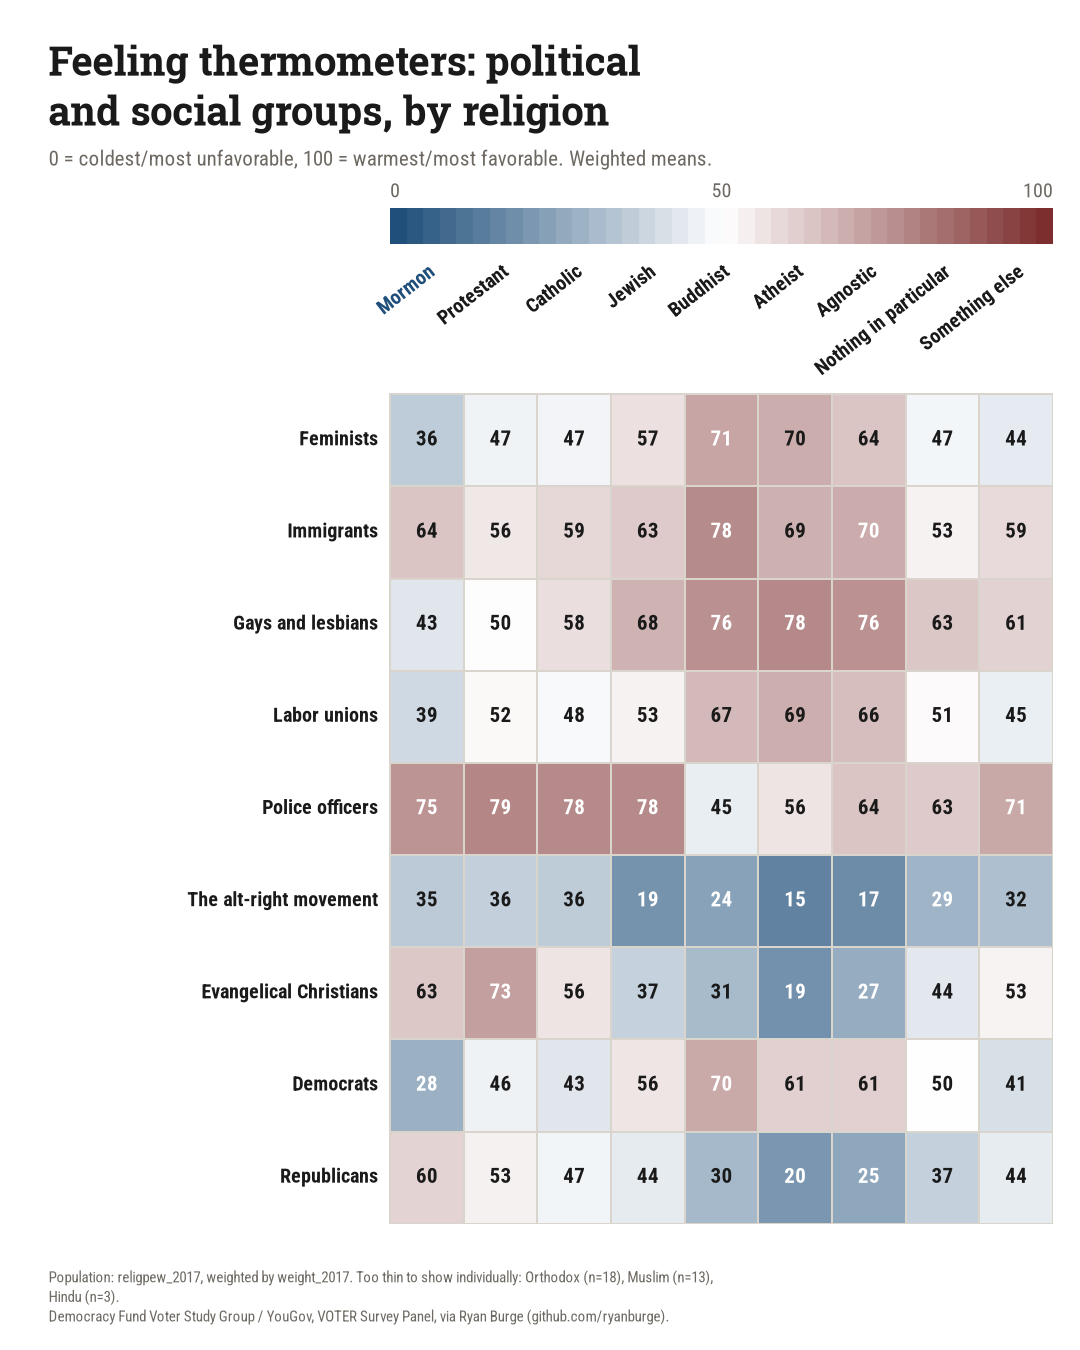 Feeling thermometers: political
and social groups, by religion
0 = coldest/most unfavorable, 100 = warmest/most favorable. Weighted means.
0 50 100
Mormon Protestant Catholic Jewish Buddhist Atheist Agnostic Nothing in particular Something else
Feminists 36 47 47 57 71 70 64 47 44
Immigrants 64 56 59 63 78 69 70 53 59
Gays and lesbians 43 50 58 68 76 78 76 63 61
Labor unions 39 52 48 53 67 69 66 51 45
Police officers 75 79 78 78 45 56 64 63 71
The alt-right movement 35 36 36 19 24 15 17 29 32
Evangelical Christians 63 73 56 37 31 19 27 44 53
Democrats 28 46 43 56 70 61 61 50 41
Republicans 60 53 47 44 30 20 25 37 44
Population: religpew_2017, weighted by weight_2017. Too thin to show individually: Orthodox (n=18), Muslim (n=13),
Hindu (n=3).
Democracy Fund Voter Study Group / YouGov, VOTER Survey Panel, via Ryan Burge (github.com/ryanburge).